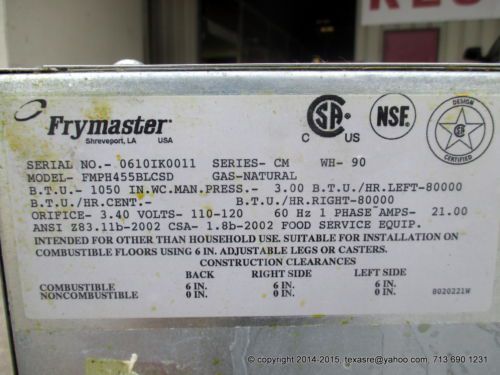 RES
Frymaster
Shreveport, LA USA
SA
C US
NSF.
DESIGN
CERTIFIED
SERIAL NO.- 0610IK0011 SERIES- CM WH- 90
MODEL- FMPH455BLCSD GAS-NATURAL
B.T.U.- 1050 IN.WC.MAN.PRESS.- 3.00 B.T.U./HR.LEFT-80000
B.T.U./HR.CENT.- B.T.U./HR.RIGHT-80000
ORIFICE- 3.40 VOLTS- 110-120 60 Hz 1 PHASE AMPS- 21.00
ANSI Z83.11b-2002 CSA- 1.8b-2002 FOOD SERVICE EQUIP.
INTENDED FOR OTHER THAN HOUSEHOLD USE. SUITABLE FOR INSTALLATION ON
COMBUSTIBLE FLOORS USING 6 IN. ADJUSTABLE LEGS OR CASTERS.
CONSTRUCTION CLEARANCES
BACK RIGHT SIDE LEFT SIDE
COMBUSTIBLE 6 IN. 6 IN. 6 IN.
NONCOMBUSTIBLE 0 IN. 0 IN. 0 IN.
8020221W
© copyright 2014-2015, texasre@yahoo.com, 713 690 1231